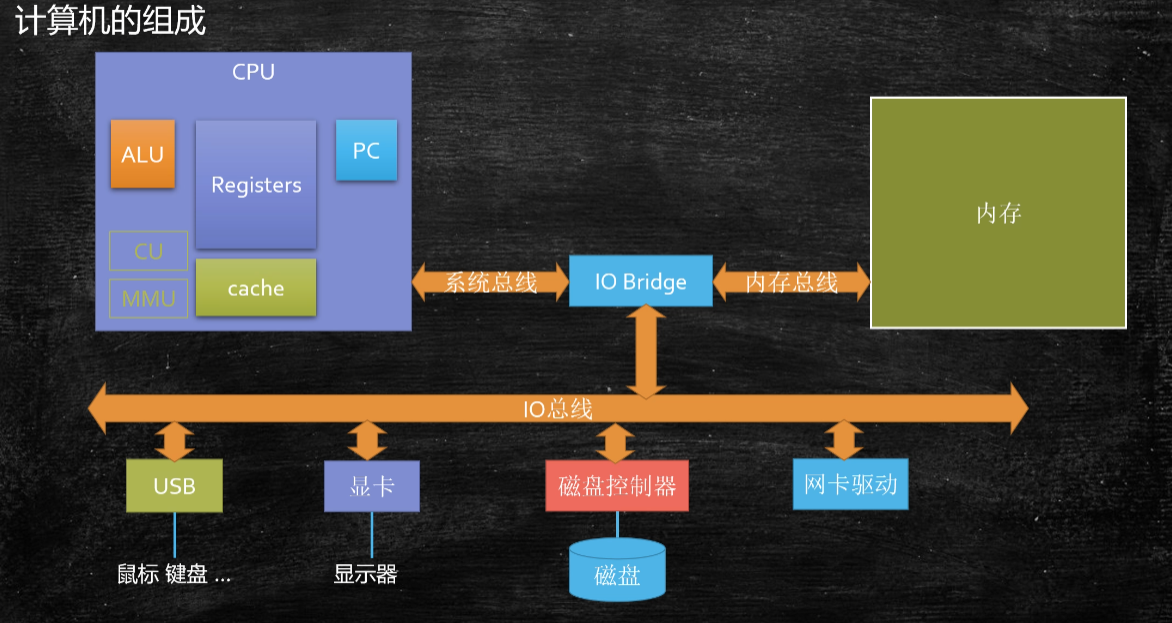 计算机的组成
CPU
ALU
Registers
PC
CU
MMU
cache
系统总线
IO Bridge
内存总线
内存
IO总线
USB
显卡
磁盘控制器
网卡驱动
鼠标 键盘 ...
显示器
磁盘